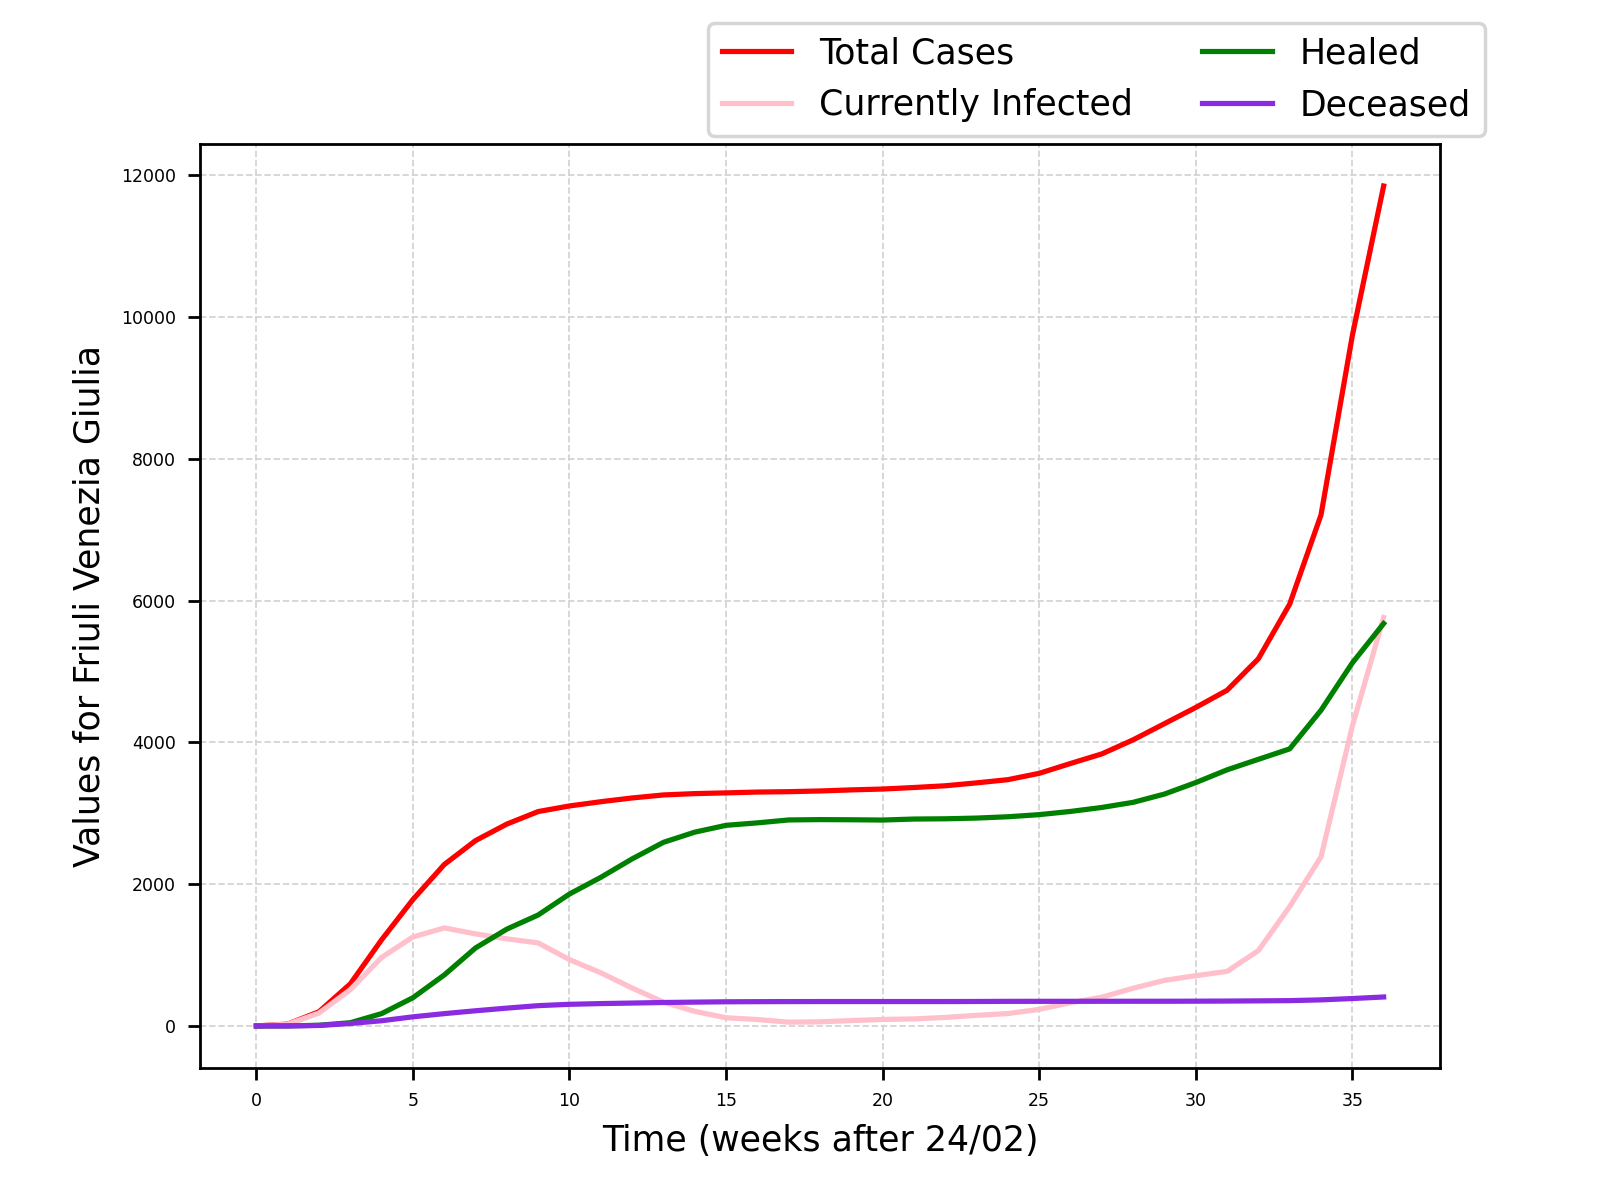 Total Cases Healed
Currently Infected Deceased
12000
10000
8000
6000
4000
2000
0
Values for Friuli Venezia Giulia
0 5 10 15 20 25 30 35
Time (weeks after 24/02)